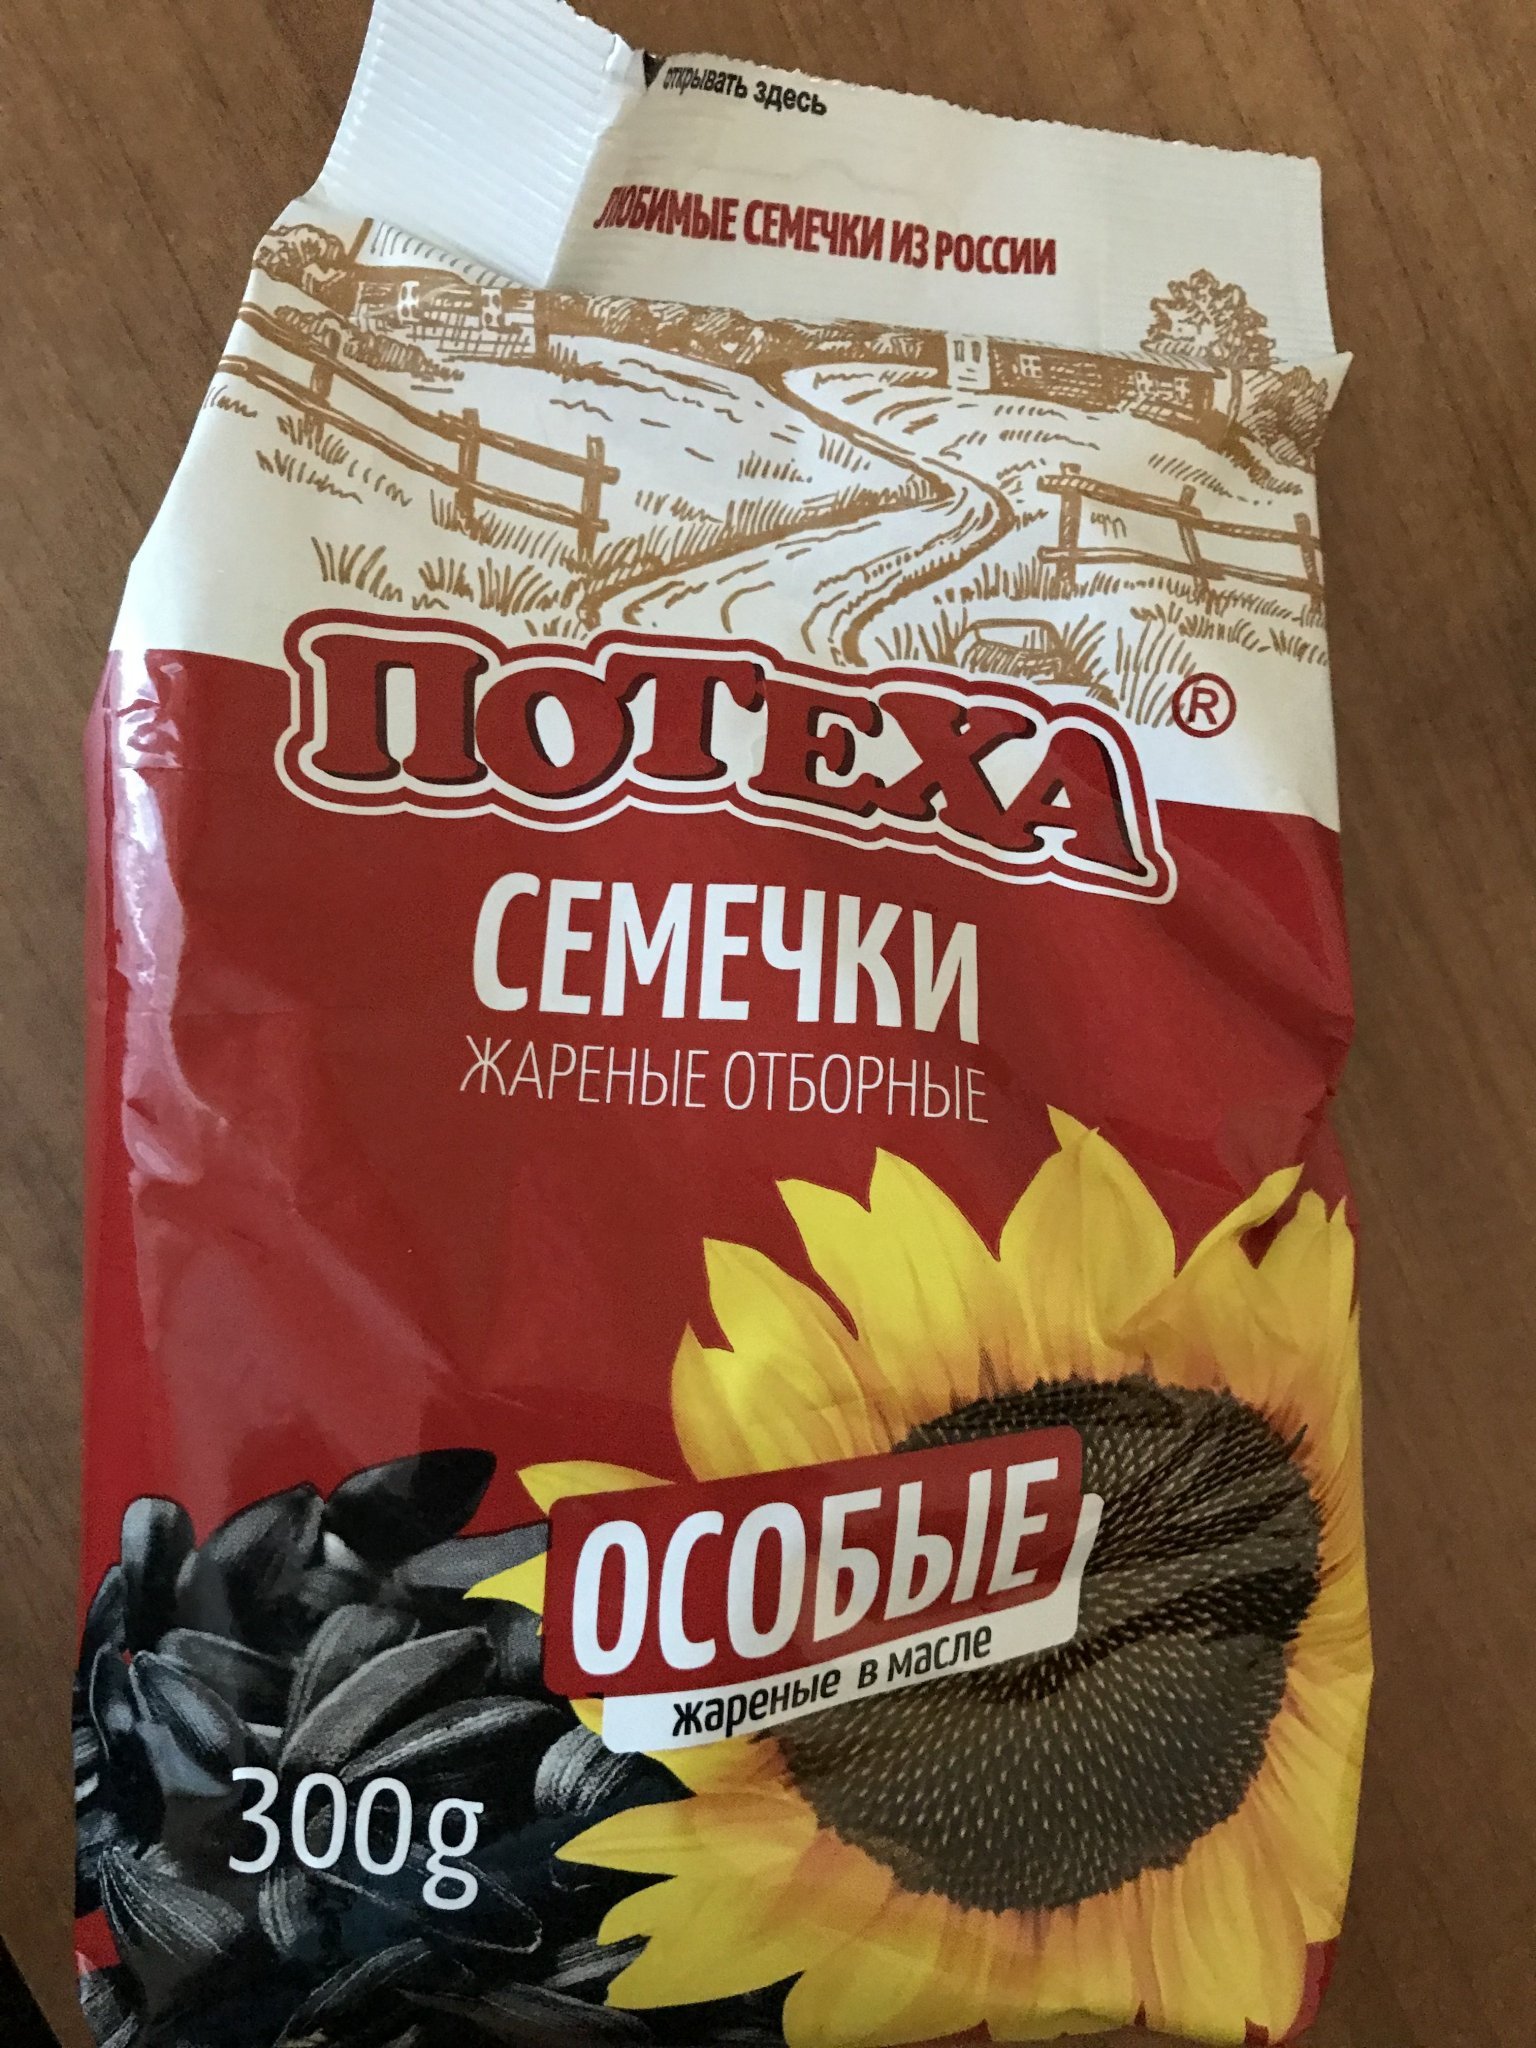 открывать здесь
ЛЮБИМЫЕ СЕМЕЧКИ ИЗ РОССИИ
ПОТЕХА ®
СЕМЕЧКИ
ЖАРЕНЫЕ ОТБОРНЫЕ
ОСОБЫЕ
жареные в масле
300g